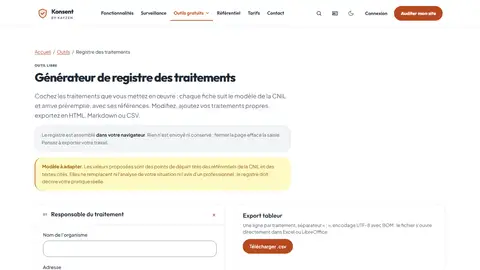 Konsent
BY KAYZEN
Fonctionnalités Surveillance Outils gratuits Référentiel Tarifs Contact Connexion Auditer mon site
Accueil / Outils / Registre des traitements
OUTIL LIBRE
Générateur de registre des traitements
Cochez les traitements que vous mettez en œuvre : chaque fiche suit le modèle de la CNIL
et arrive préremplie, avec ses références. Modifiez, ajoutez vos traitements propres,
exportez en HTML, Markdown ou CSV.
Le registre est assemblé dans votre navigateur. Rien n'est envoyé ni conservé : fermer la page efface la saisie.
Pensez à exporter votre travail.
Modèle à adapter. Les valeurs proposées sont des points de départ tirés des référentiels de la CNIL et des
textes cités. Elles ne remplacent ni l'analyse de votre situation ni l'avis d'un professionnel : le registre doit
décrire votre pratique réelle.
Responsable du traitement
Nom de l'organisme
Adresse
Export tableur
Une ligne par traitement, séparateur « ; », encodage UTF-8 avec BOM : le fichier s'ouvre
directement dans Excel ou LibreOffice.
Télécharger .csv